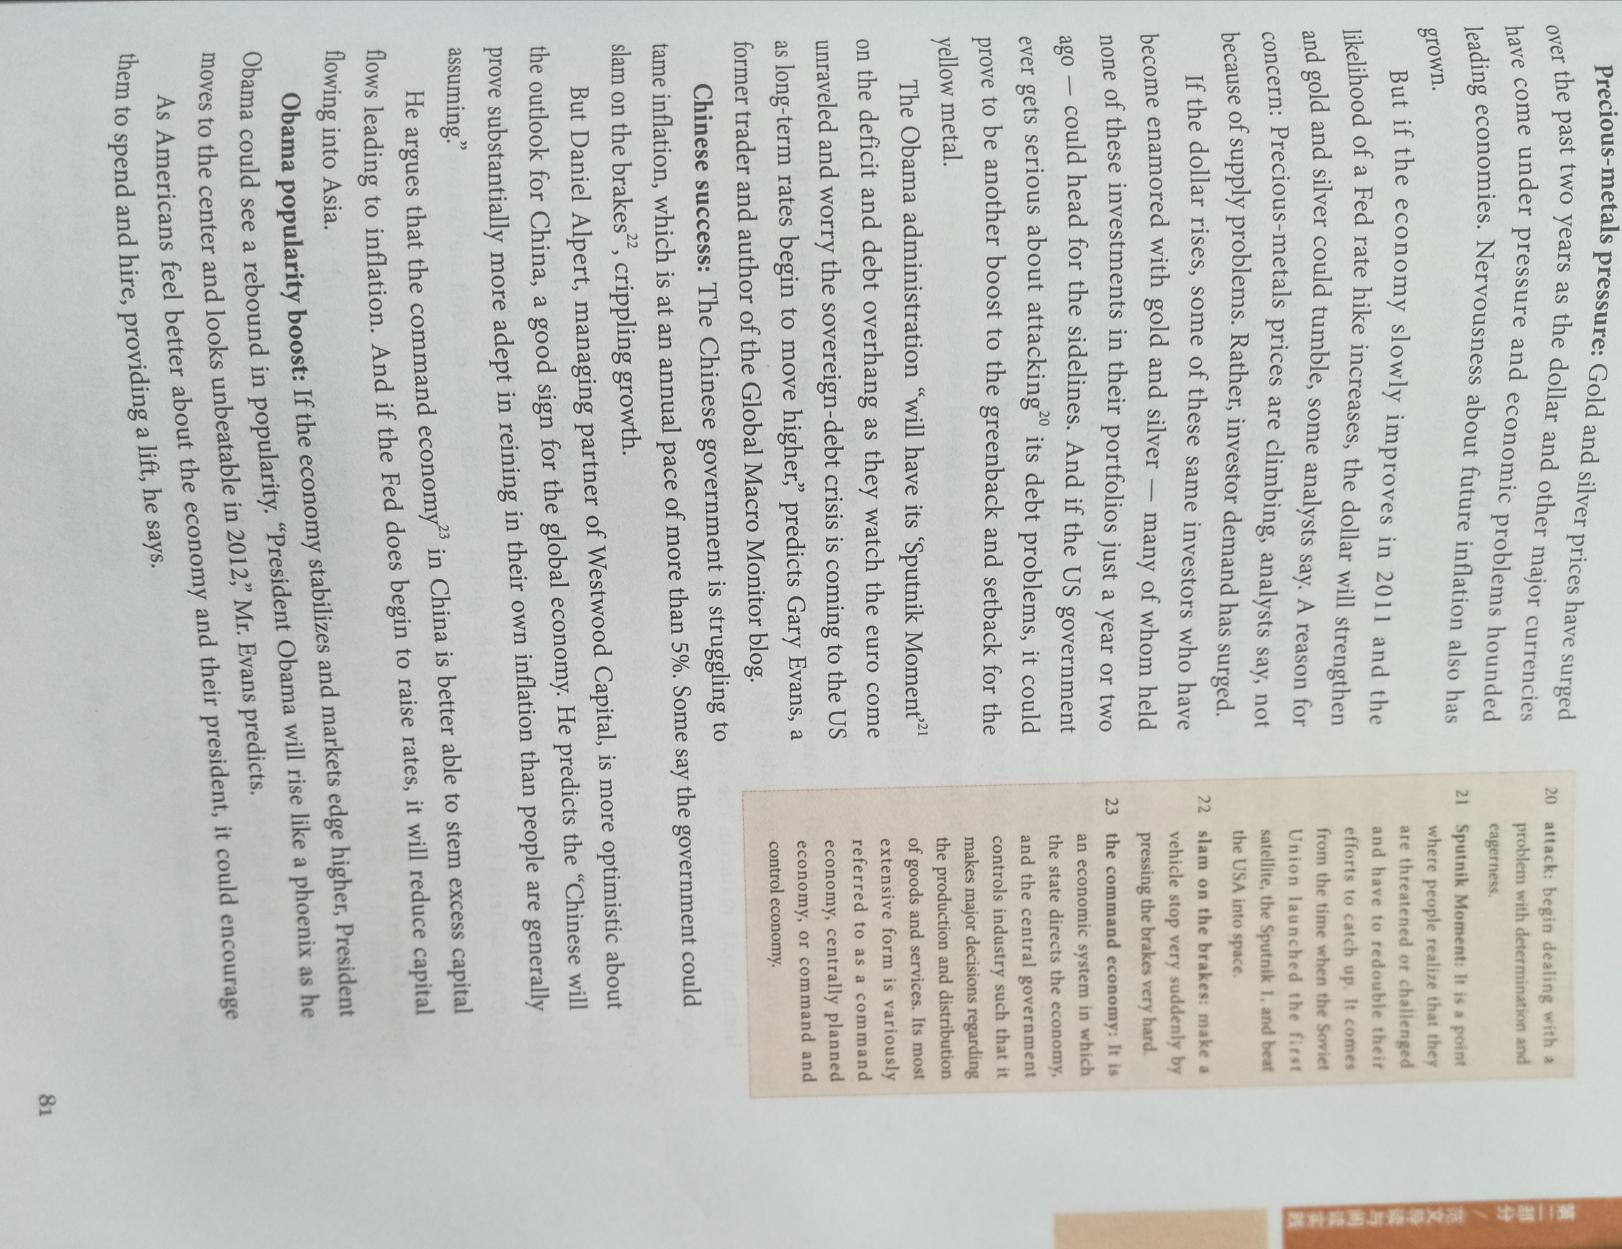 Precious-metals pressure: Gold and silver prices have surged
over the past two years as the dollar and other major currencies
have come under pressure and economic problems hounded
leading economies. Nervousness about future inflation also has
grown.
But if the economy slowly improves in 2011 and the
likelihood of a Fed rate hike increases, the dollar will strengthen
and gold and silver could tumble, some analysts say. A reason for
concern: Precious-metals prices are climbing, analysts say, not
because of supply problems. Rather, investor demand has surged.
If the dollar rises, some of these same investors who have
become enamored with gold and silver — many of whom held
none of these investments in their portfolios just a year or two
ago — could head for the sidelines. And if the US government
ever gets serious about attacking20 its debt problems, it could
prove to be another boost to the greenback and setback for the
yellow metal.
The Obama administration “will have its ‘Sputnik Moment’21
on the deficit and debt overhang as they watch the euro come
unraveled and worry the sovereign-debt crisis is coming to the US
as long-term rates begin to move higher,” predicts Gary Evans, a
former trader and author of the Global Macro Monitor blog.
Chinese success: The Chinese government is struggling to
tame inflation, which is at an annual pace of more than 5%. Some say the government could
slam on the brakes22, crippling growth.
But Daniel Alpert, managing partner of Westwood Capital, is more optimistic about
the outlook for China, a good sign for the global economy. He predicts the “Chinese will
prove substantially more adept in reining in their own inflation than people are generally
assuming.”
He argues that the command economy23 in China is better able to stem excess capital
flows leading to inflation. And if the Fed does begin to raise rates, it will reduce capital
flowing into Asia.
Obama popularity boost: If the economy stabilizes and markets edge higher, President
Obama could see a rebound in popularity. “President Obama will rise like a phoenix as he
moves to the center and looks unbeatable in 2012,” Mr. Evans predicts.
As Americans feel better about the economy and their president, it could encourage
them to spend and hire, providing a lift, he says.
20 attack: begin dealing with a
problem with determination and
eagerness.
21 Sputnik Moment: It is a point
where people realize that they
are threatened or challenged
and have to redouble their
efforts to catch up. It comes
from the time when the Soviet
Union launched the first
satellite, the Sputnik 1, and beat
the USA into space.
22 slam on the brakes: make a
vehicle stop very suddenly by
pressing the brakes very hard.
23 the command economy: It is
an economic system in which
the state directs the economy,
and the central government
controls industry such that it
makes major decisions regarding
the production and distribution
of goods and services. Its most
extensive form is variously
referred to as a command
economy, centrally planned
economy, or command and
control economy.
第二部分 / 范文导读与阅读实践
81